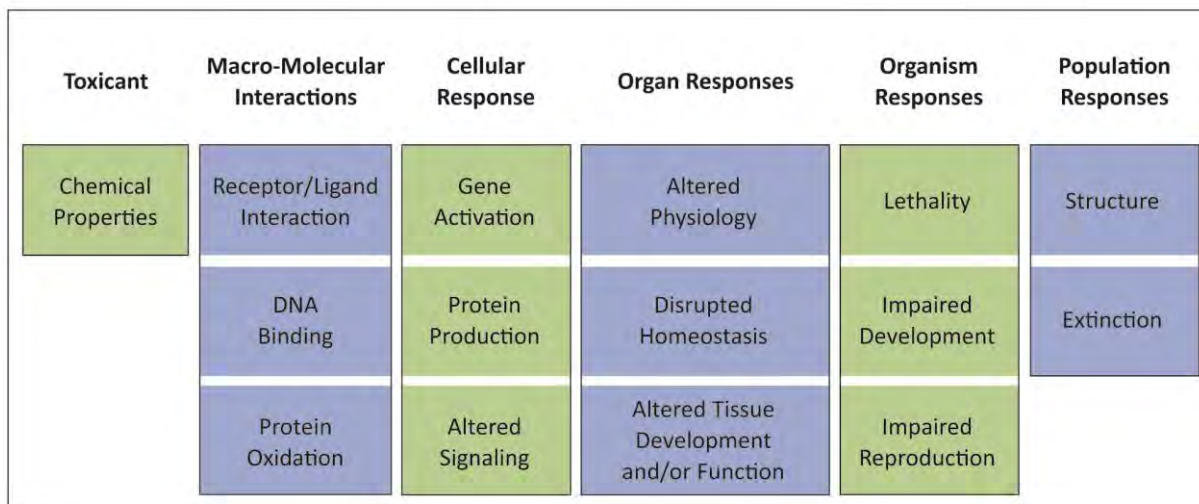 Toxicant
Macro-Molecular
Interactions
Cellular
Response
Organ Responses
Organism
Responses
Population
Responses
Chemical
Properties
Receptor/Ligand
Interaction
Gene
Activation
Altered
Physiology
Lethality
Structure
DNA
Binding
Protein
Production
Disrupted
Homeostasis
Impaired
Development
Extinction
Protein
Oxidation
Altered
Signaling
Altered Tissue
Development
and/or Function
Impaired
Reproduction